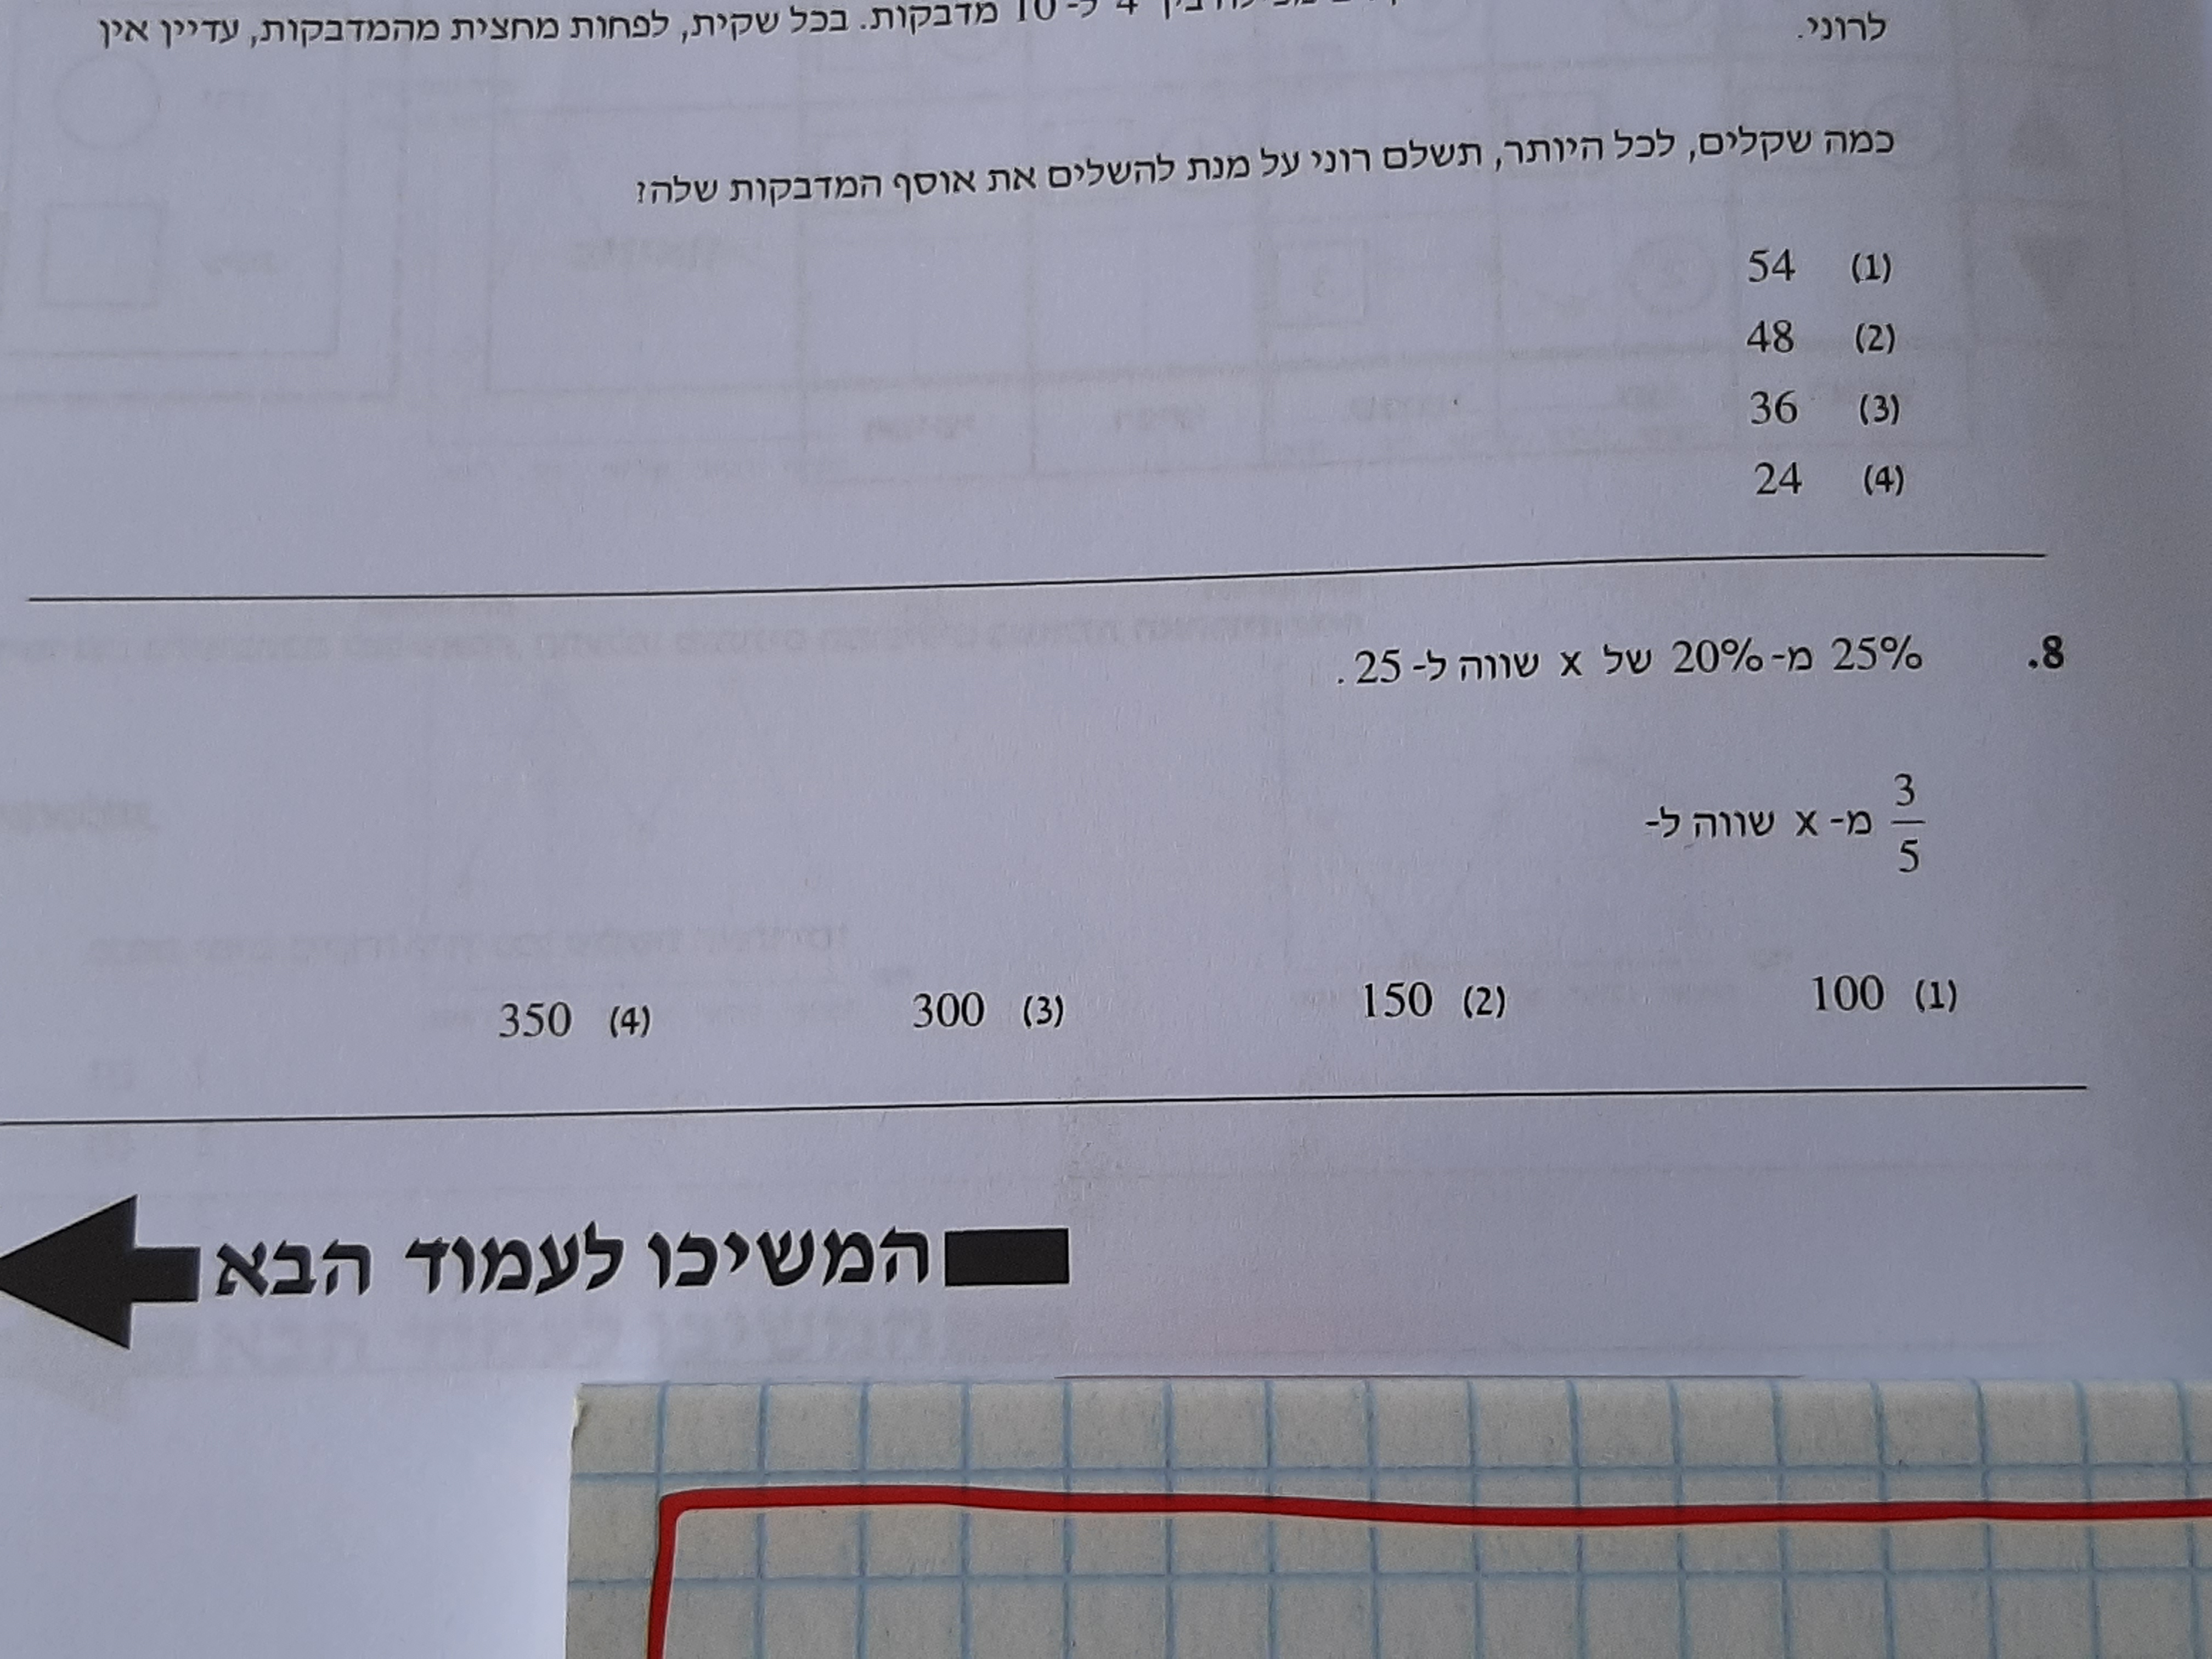 בין 4 ל- 10 מדבקות. בכל שקית, לפחות מחצית מהמדבקות, עדיין אין
לרוני.
כמה שקלים, לכל היותר, תשלם רוני על מנת להשלים את אוסף המדבקות שלה?
(1) 54
(2) 48
(3) 36
(4) 24
8. 25% מ- 20% של x שווה ל- 25.
3/5 מ- x שווה ל-
(1) 100 (2) 150 (3) 300 (4) 350
המשיכו לעמוד הבא